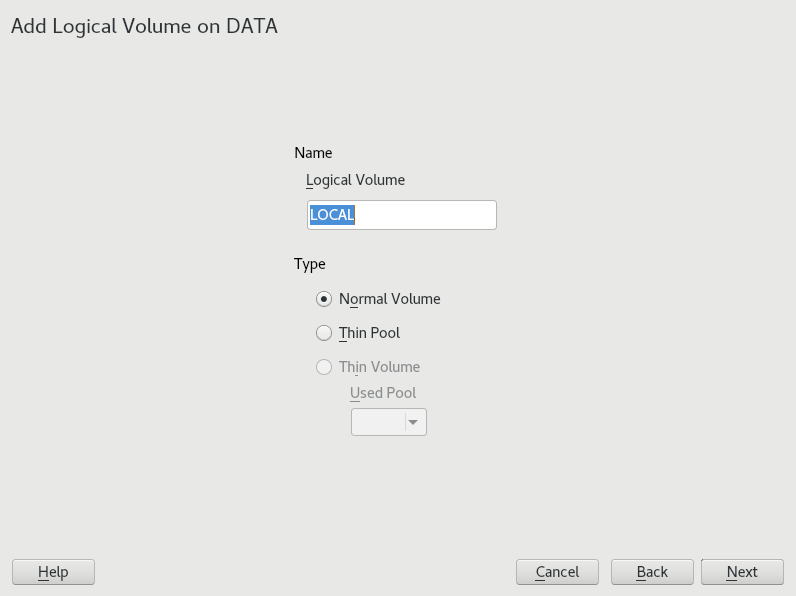 Add Logical Volume on DATA
Name
Logical Volume
LOCAL
Type
Normal Volume
Thin Pool
Thin Volume
Used Pool
Help
Cancel
Back
Next